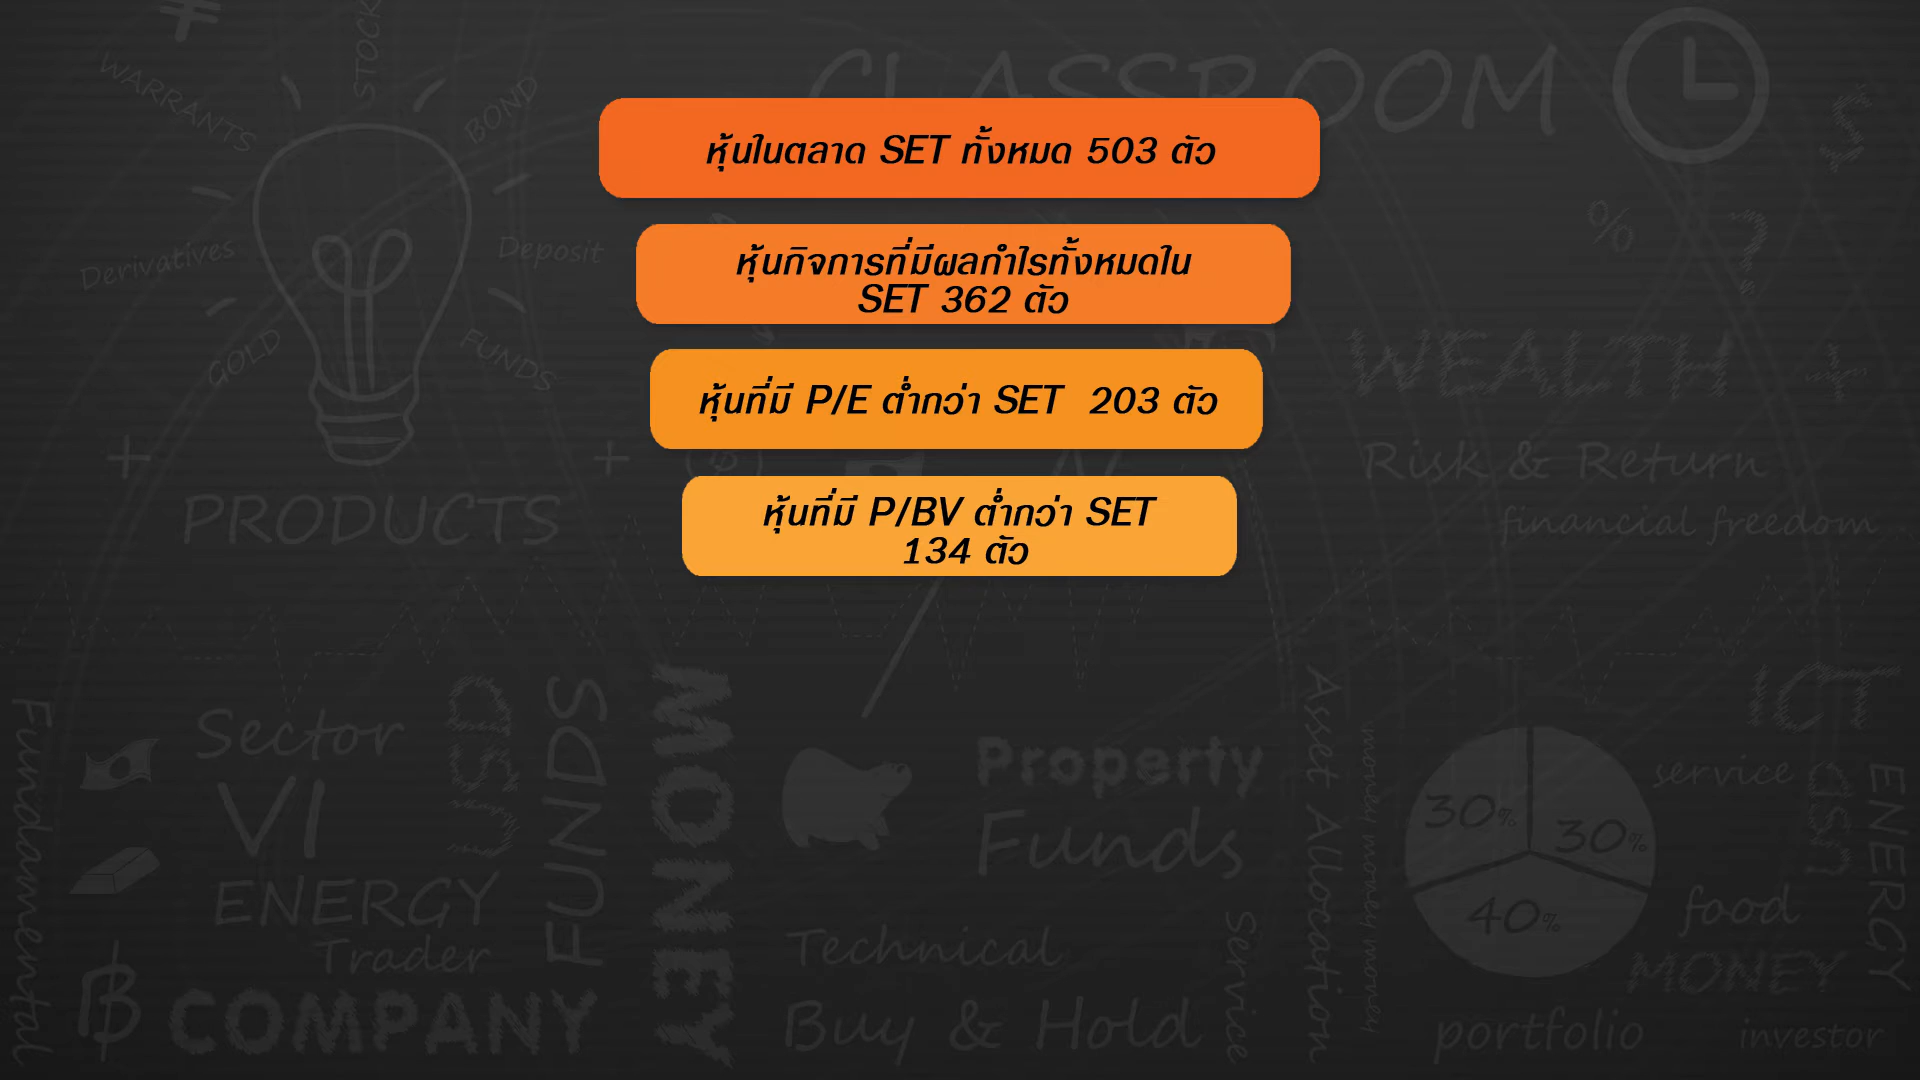 CLASSROOM
STOCK
WARRANTS
BOND
หุ้นในตลาด SET ทั้งหมด 503 ตัว
%
Derivatives
Deposit
หุ้นกิจการที่มีผลกำไรทั้งหมดใน
SET 362 ตัว
GOLD
FUNDS
WEALTH
หุ้นที่มี P/E ต่ำกว่า SET 203 ตัว
Risk & Return
PRODUCTS
financial freedom
หุ้นที่มี P/BV ต่ำกว่า SET
134 ตัว
Fundamental
Sector
VI
ENERGY
Trader
฿
COMPANY
FUNDS
MONEY
Property
Funds
Technical
Buy & Hold
Service
Asset Allocation
money money money
30%
30%
40%
service
ENERGY
food
MONEY
portfolio
investor